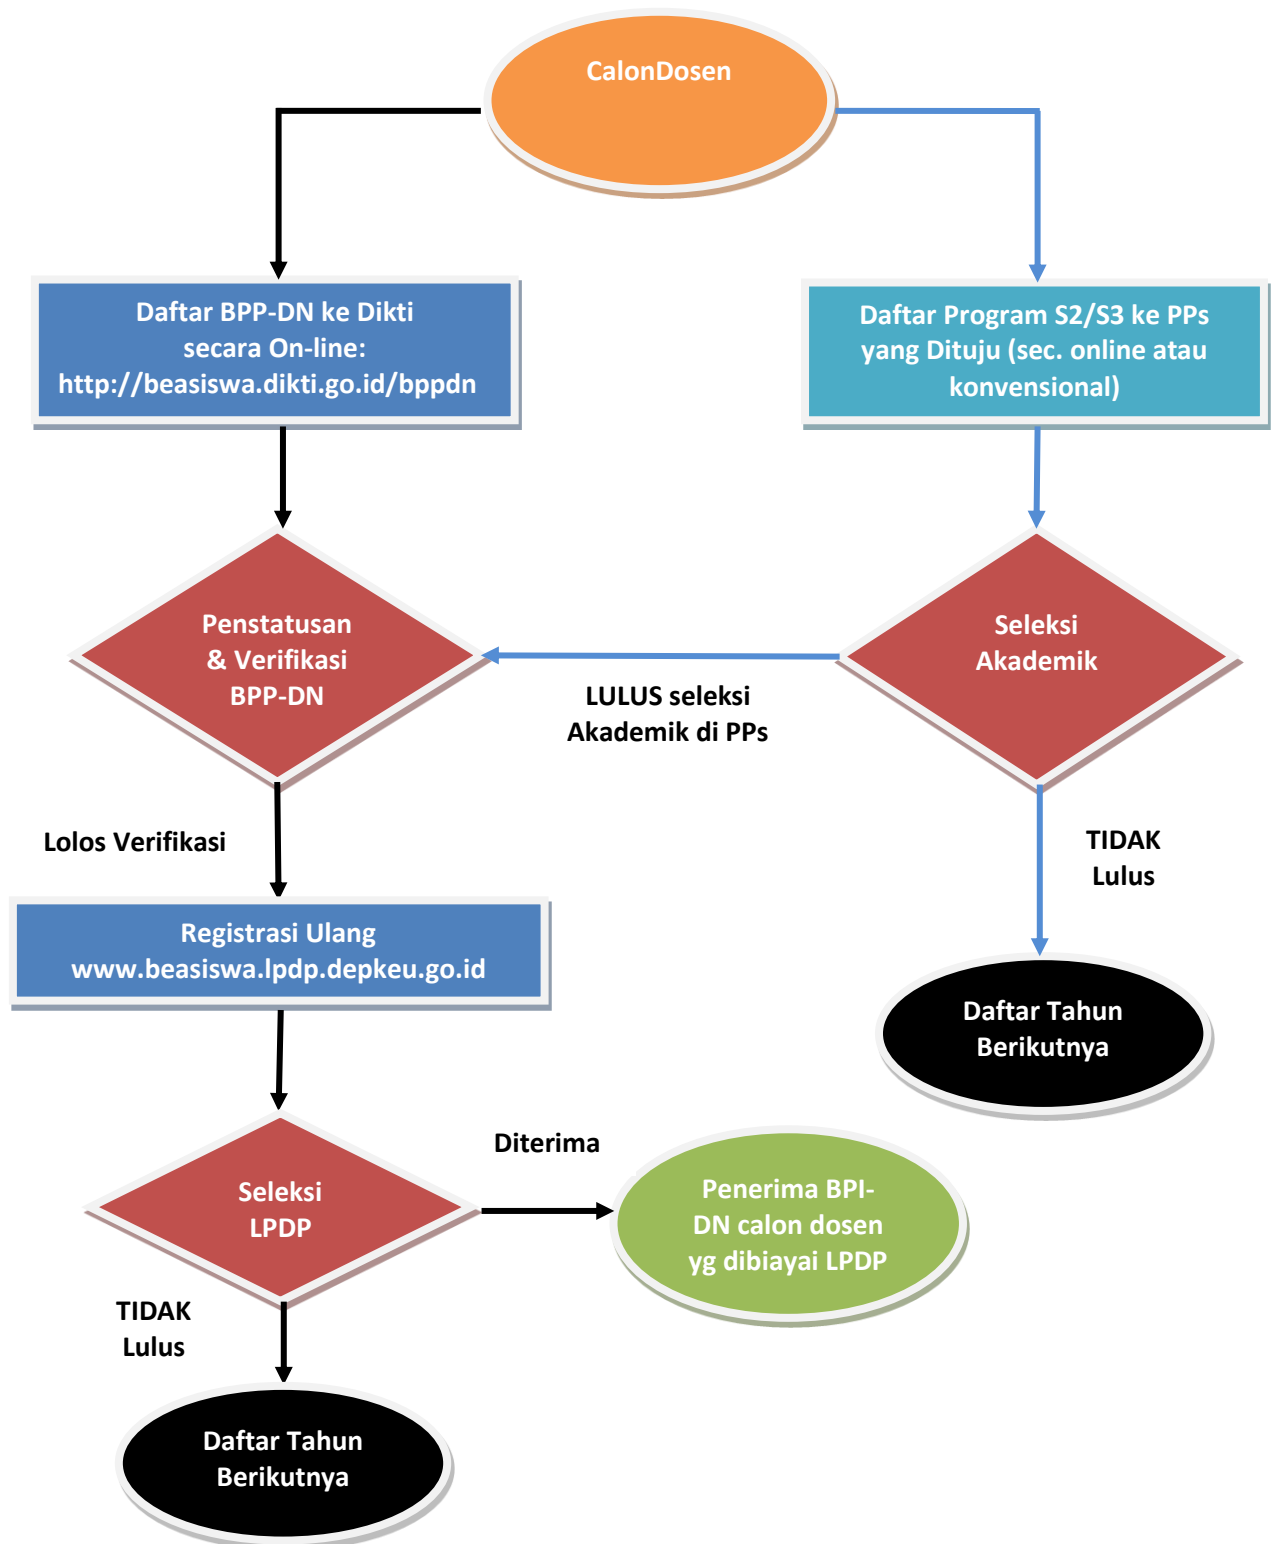 CalonDosen
Daftar BPP-DN ke Dikti
secara On-line:
http://beasiswa.dikti.go.id/bppdn
Daftar Program S2/S3 ke PPs
yang Dituju (sec. online atau
konvensional)
Penstatusan
& Verifikasi
BPP-DN
Seleksi
Akademik
LULUS seleksi
Akademik di PPs
Lolos Verifikasi
TIDAK
Lulus
Registrasi Ulang
www.beasiswa.lpdp.depkeu.go.id
Daftar Tahun
Berikutnya
Seleksi
LPDP
Diterima
Penerima BPI-
DN calon dosen
yg dibiayai LPDP
TIDAK
Lulus
Daftar Tahun
Berikutnya